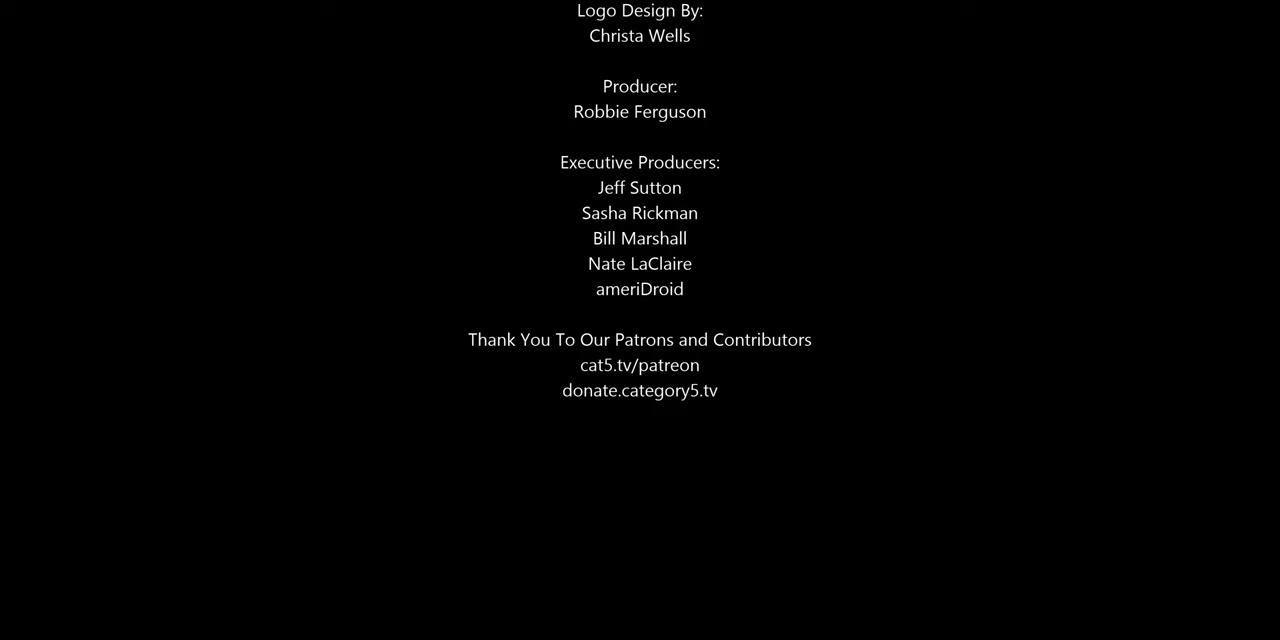 Logo Design By:
Christa Wells
Producer:
Robbie Ferguson
Executive Producers:
Jeff Sutton
Sasha Rickman
Bill Marshall
Nate LaClaire
ameriDroid
Thank You To Our Patrons and Contributors
cat5.tv/patreon
donate.category5.tv